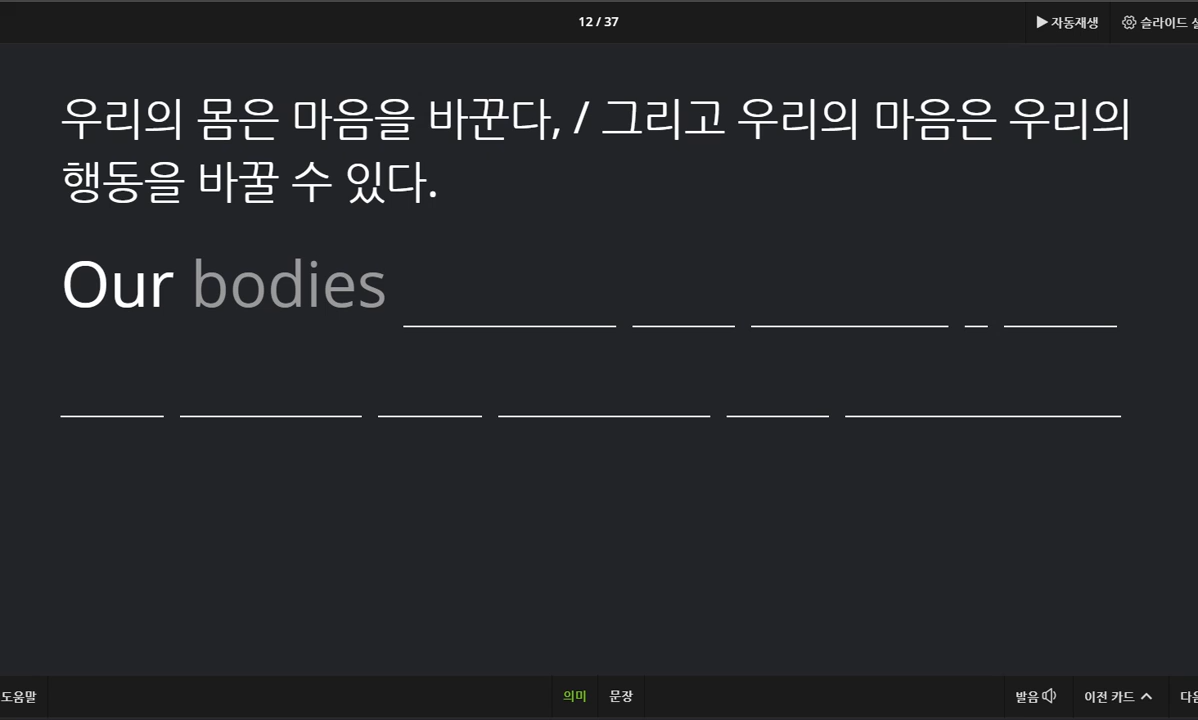 12 / 37
▶ 자동재생
슬라이드
우리의 몸은 마음을 바꾼다, / 그리고 우리의 마음은 우리의
행동을 바꿀 수 있다.
Our bodies
/
도움말
의미
문장
발음
이전 카드